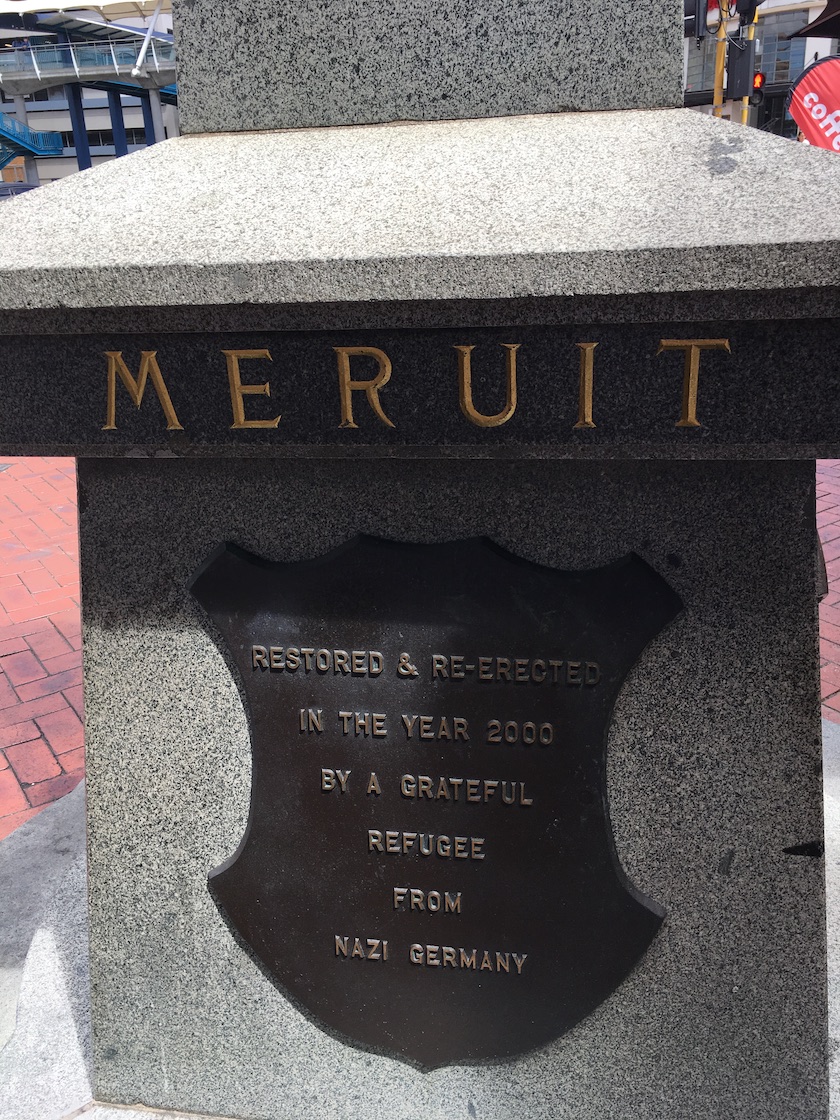 MERUIT
RESTORED & RE-ERECTED
IN THE YEAR 2000
BY A GRATEFUL
REFUGEE
FROM
NAZI GERMANY